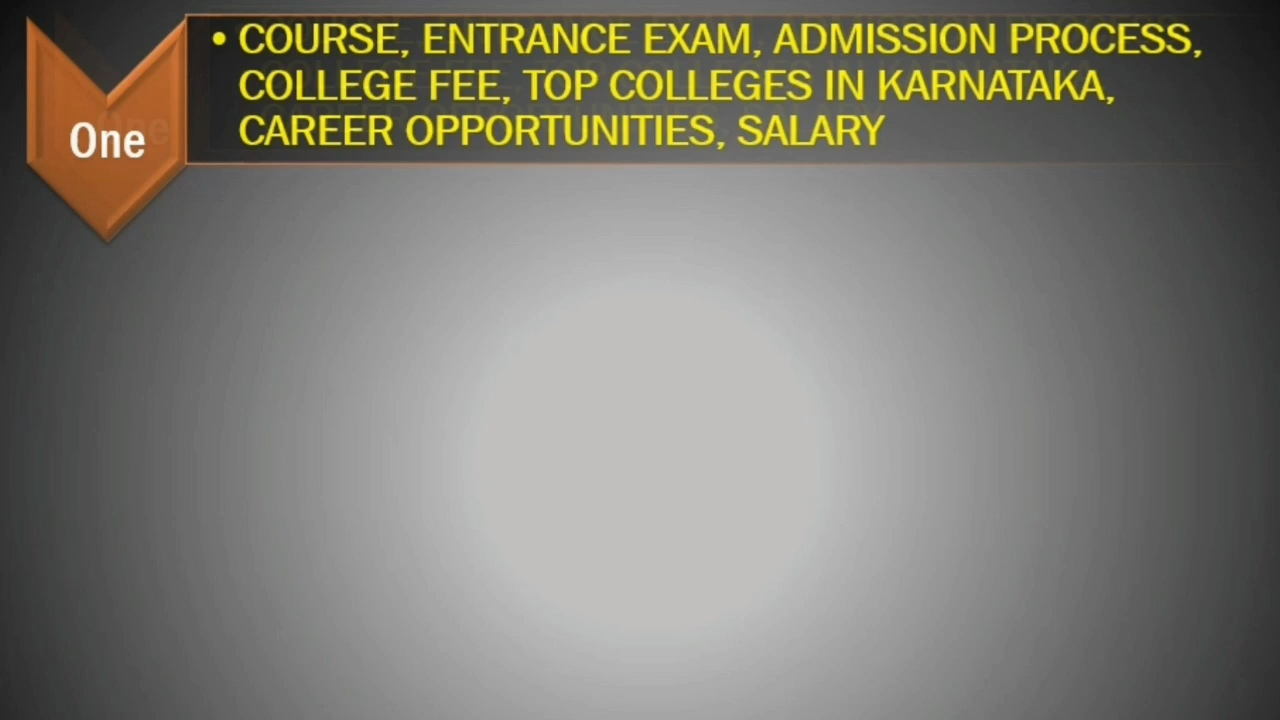 One
• COURSE, ENTRANCE EXAM, ADMISSION PROCESS,
COLLEGE FEE, TOP COLLEGES IN KARNATAKA,
CAREER OPPORTUNITIES, SALARY